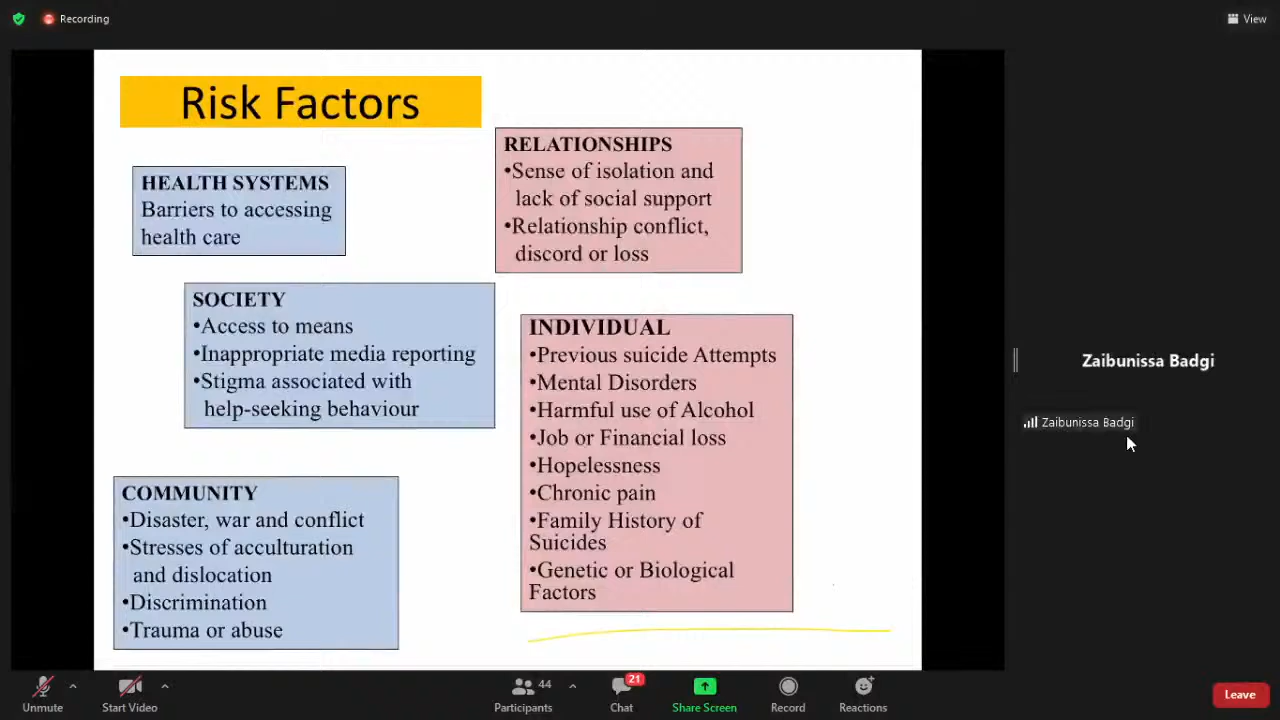 Recording
View
Risk Factors
HEALTH SYSTEMS
Barriers to accessing
health care
RELATIONSHIPS
•Sense of isolation and
lack of social support
•Relationship conflict,
discord or loss
SOCIETY
•Access to means
•Inappropriate media reporting
•Stigma associated with
help-seeking behaviour
INDIVIDUAL
•Previous suicide Attempts
•Mental Disorders
•Harmful use of Alcohol
•Job or Financial loss
•Hopelessness
•Chronic pain
•Family History of
Suicides
•Genetic or Biological
Factors
COMMUNITY
•Disaster, war and conflict
•Stresses of acculturation
and dislocation
•Discrimination
•Trauma or abuse
Zaibunissa Badgi
Zaibunissa Badgi
Unmute
Start Video
44
Participants
21
Chat
Share Screen
Record
Reactions
Leave